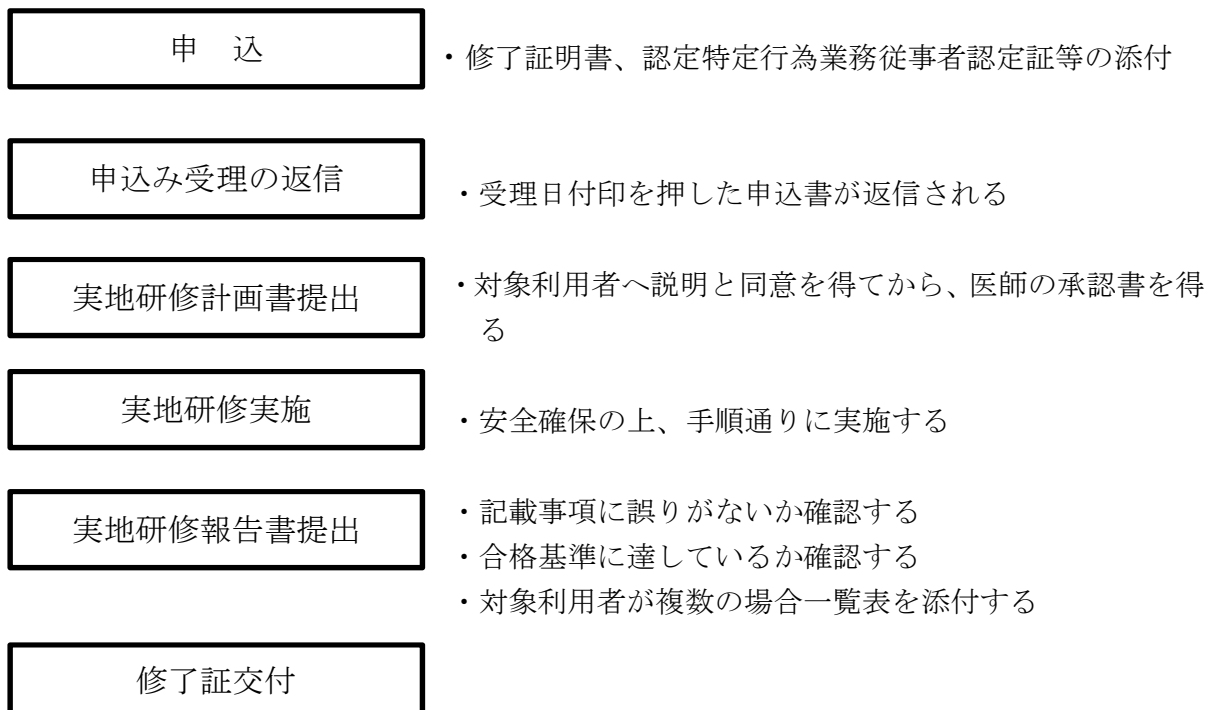 申　込
・修了証明書、認定特定行為業務従事者認定証等の添付
申込み受理の返信
・受理日付印を押した申込書が返信される
実地研修計画書提出
・対象利用者へ説明と同意を得てから、医師の承認書を得
る
実地研修実施
・安全確保の上、手順通りに実施する
実地研修報告書提出
・記載事項に誤りがないか確認する
・合格基準に達しているか確認する
・対象利用者が複数の場合一覧表を添付する
修了証交付